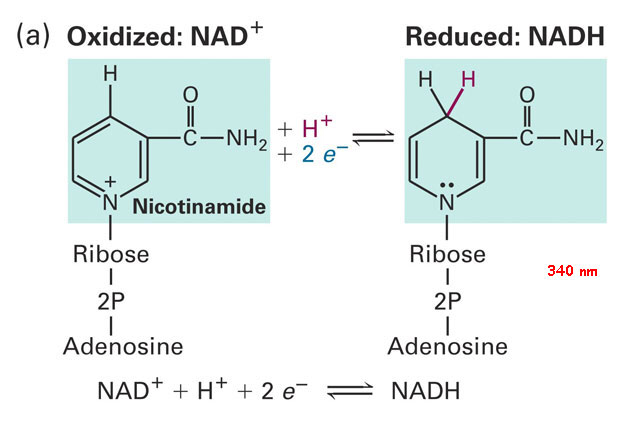 (a) Oxidized: NAD⁺
Reduced: NADH
H
O
C—NH₂
+
N
Nicotinamide
Ribose
2P
Adenosine
+ H⁺
+ 2 e⁻
H H
O
C—NH₂
N
Ribose
2P
Adenosine
340 nm
NAD⁺ + H⁺ + 2 e⁻ ⇌ NADH